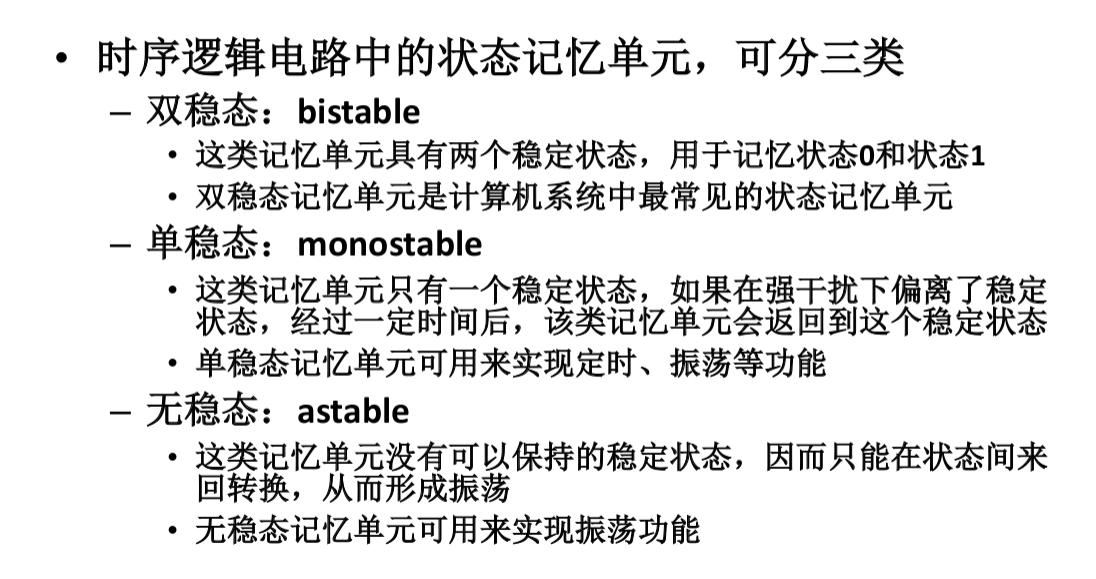 • 时序逻辑电路中的状态记忆单元，可分三类
– 双稳态：bistable
• 这类记忆单元具有两个稳定状态，用于记忆状态0和状态1
• 双稳态记忆单元是计算机系统中最常见的状态记忆单元
– 单稳态：monostable
• 这类记忆单元只有一个稳定状态，如果在强干扰下偏离了稳定
状态，经过一定时间后，该类记忆单元会返回到这个稳定状态
• 单稳态记忆单元可用来实现定时、振荡等功能
– 无稳态：astable
• 这类记忆单元没有可以保持的稳定状态，因而只能在状态间来
回转换，从而形成振荡
• 无稳态记忆单元可用来实现振荡功能